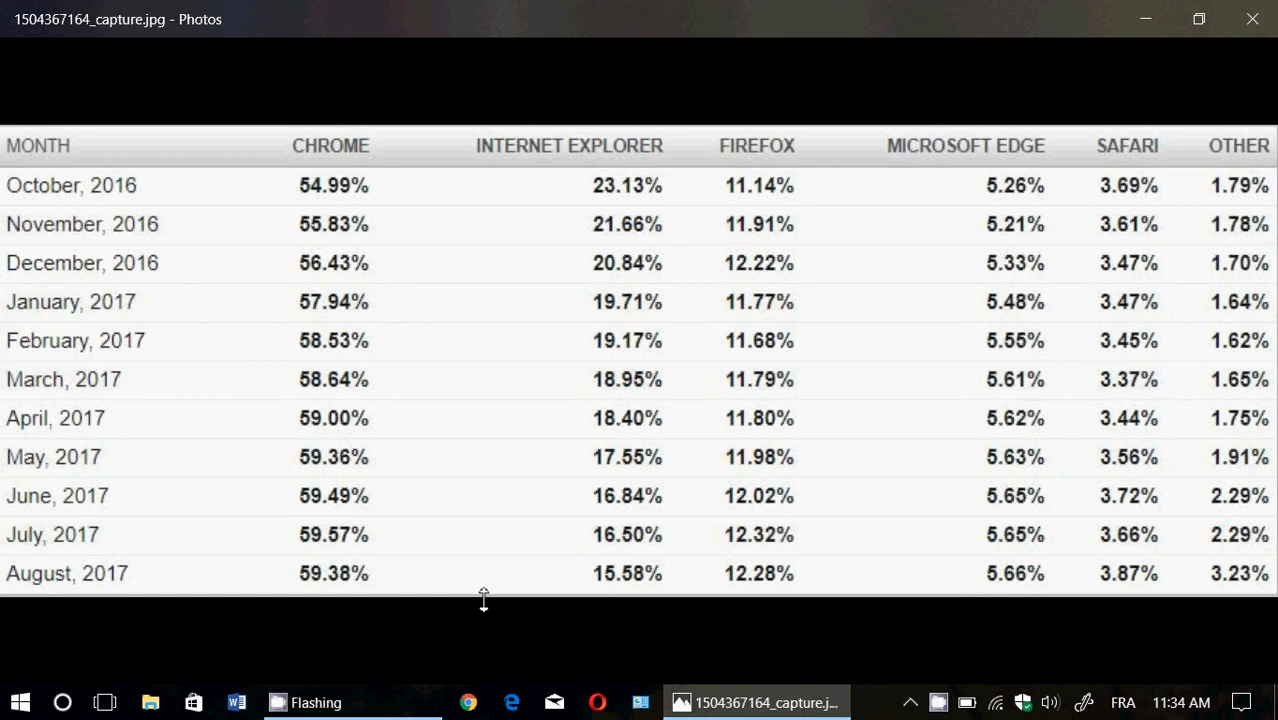 1504367164_capture.jpg - Photos
MONTH CHROME INTERNET EXPLORER FIREFOX MICROSOFT EDGE SAFARI OTHER
October, 2016 54.99% 23.13% 11.14% 5.26% 3.69% 1.79%
November, 2016 55.83% 21.66% 11.91% 5.21% 3.61% 1.78%
December, 2016 56.43% 20.84% 12.22% 5.33% 3.47% 1.70%
January, 2017 57.94% 19.71% 11.77% 5.48% 3.47% 1.64%
February, 2017 58.53% 19.17% 11.68% 5.55% 3.45% 1.62%
March, 2017 58.64% 18.95% 11.79% 5.61% 3.37% 1.65%
April, 2017 59.00% 18.40% 11.80% 5.62% 3.44% 1.75%
May, 2017 59.36% 17.55% 11.98% 5.63% 3.56% 1.91%
June, 2017 59.49% 16.84% 12.02% 5.65% 3.72% 2.29%
July, 2017 59.57% 16.50% 12.32% 5.65% 3.66% 2.29%
August, 2017 59.38% 15.58% 12.28% 5.66% 3.87% 3.23%
Flashing 1504367164_capture.j... FRA 11:34 AM